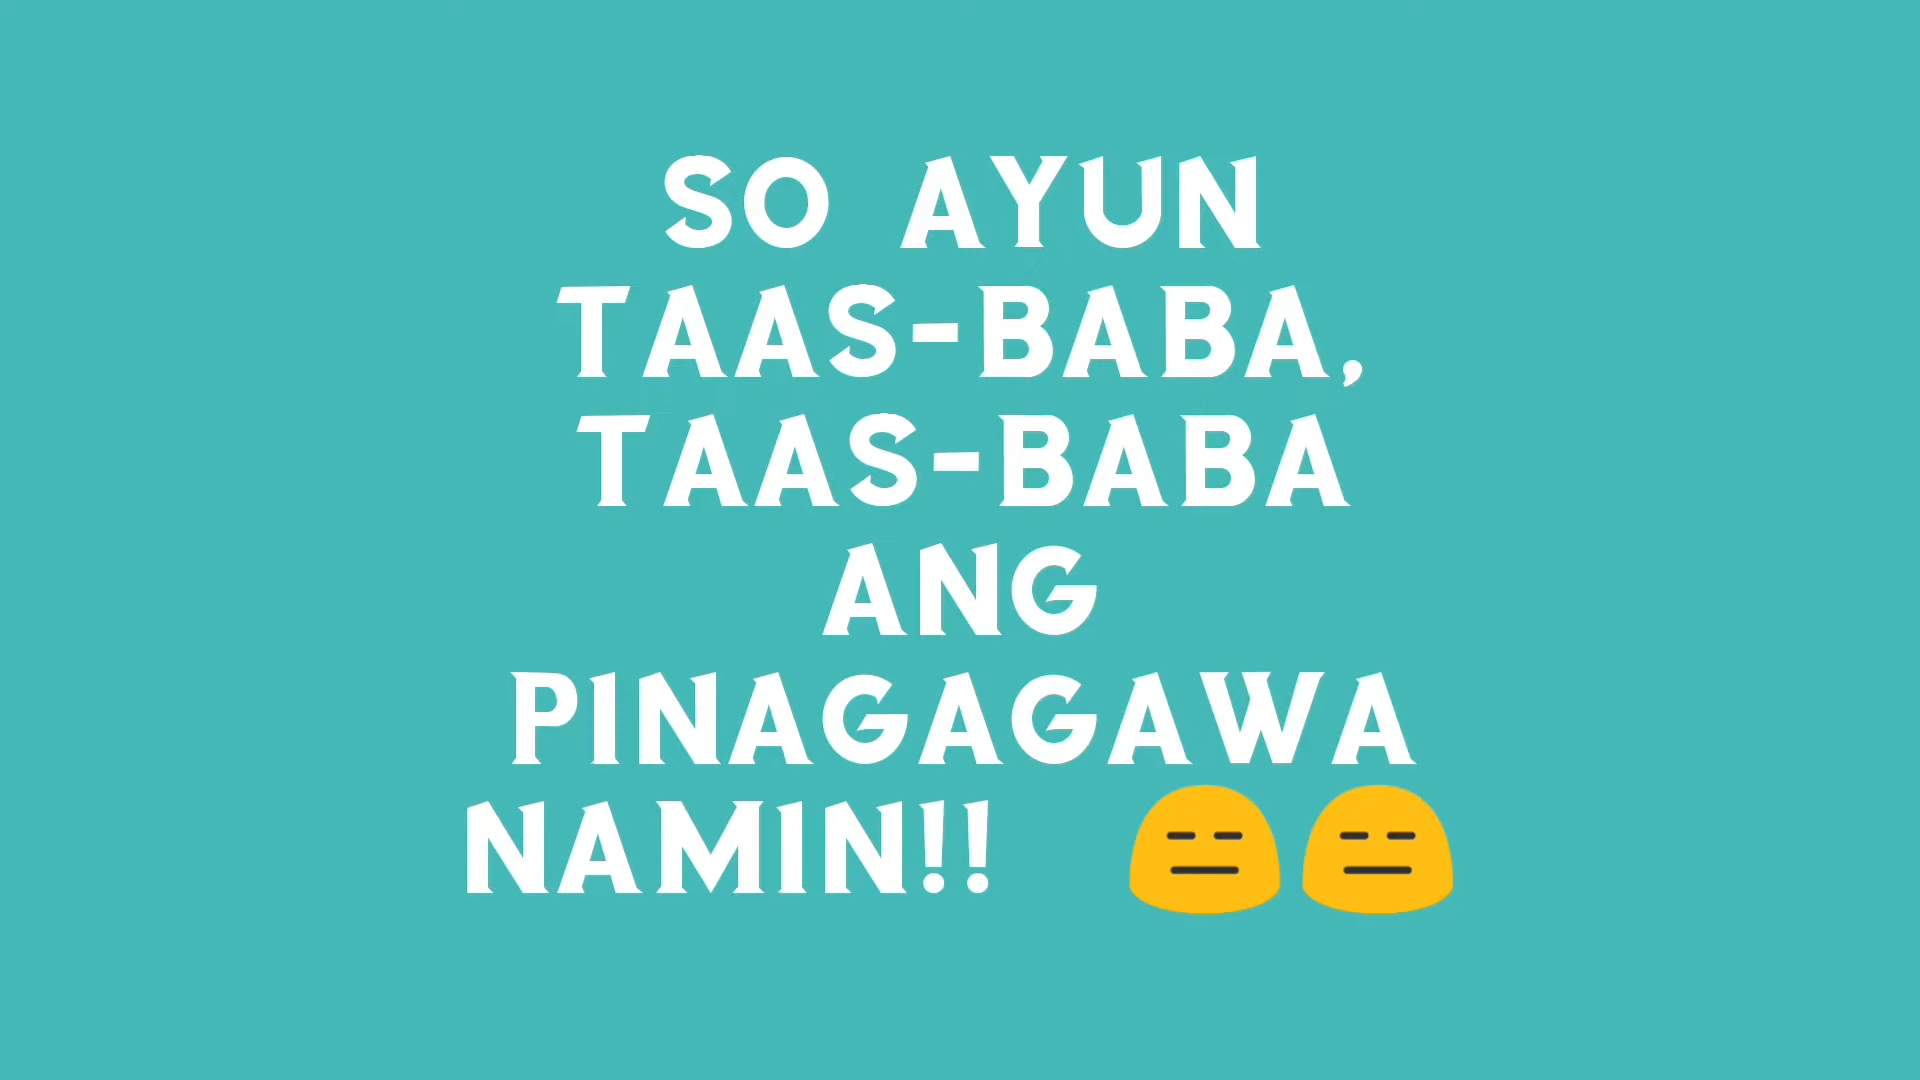 SO AYUN
TAAS-BABA,
TAAS-BABA
ANG
PINAGAGAWA
NAMIN!! 😑😑